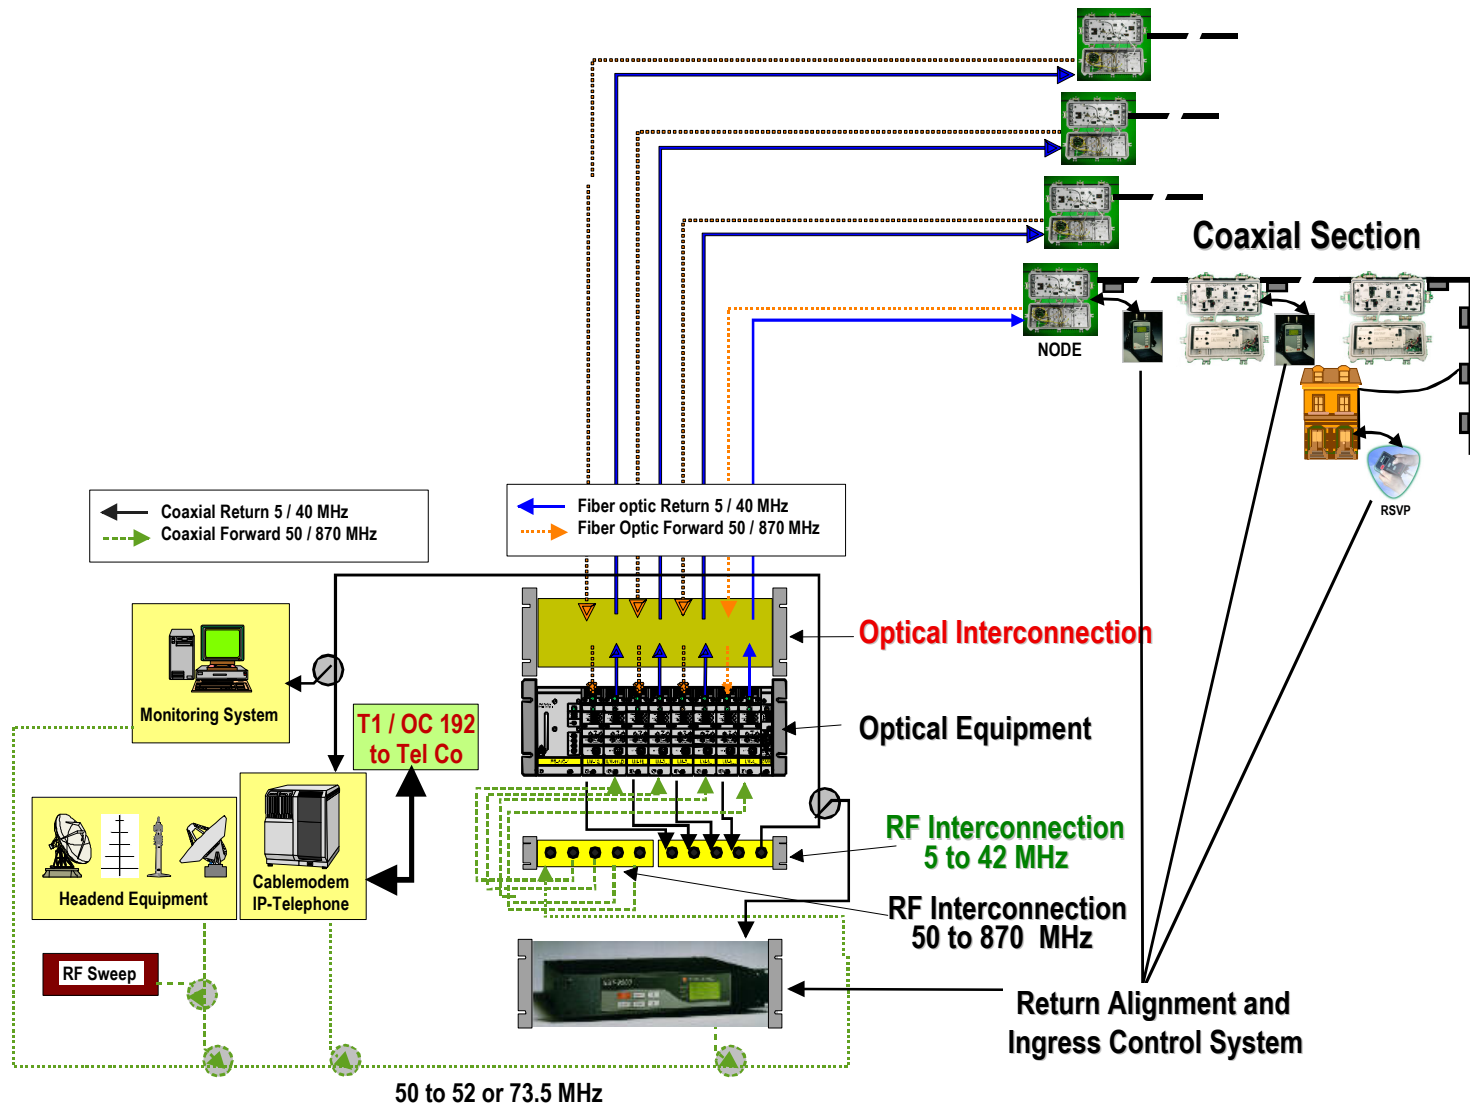 Coaxial Section
NODE
RSVP
Coaxial Return 5 / 40 MHz
Coaxial Forward 50 / 870 MHz
Fiber optic Return 5 / 40 MHz
Fiber Optic Forward 50 / 870 MHz
Optical Interconnection
Monitoring System
T1 / OC 192
to Tel Co
Optical Equipment
RF Interconnection
5 to 42 MHz
Headend Equipment
Cablemodem
IP-Telephone
RF Interconnection
50 to 870 MHz
RF Sweep
Return Alignment and
Ingress Control System
50 to 52 or 73.5 MHz